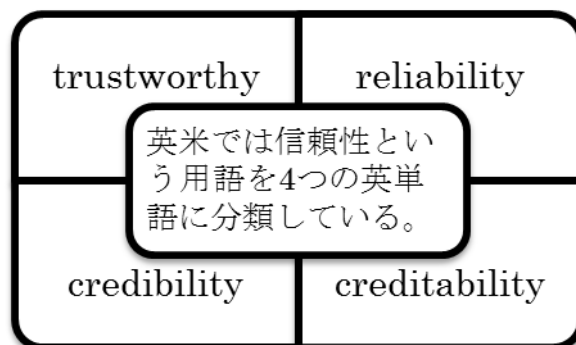 trustworthy
reliability
英米では信頼性とい
う用語を4つの英単
語に分類している。
credibility
creditability